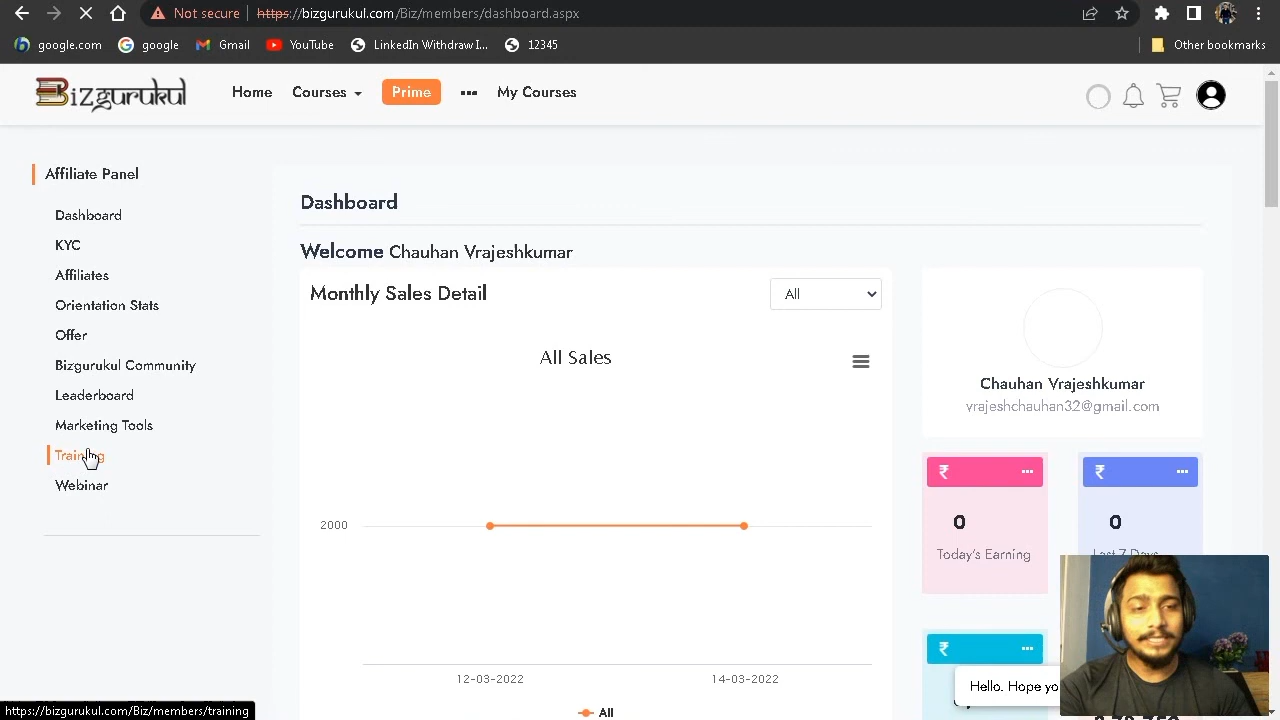 Not secure https://bizgurukul.com/Biz/members/dashboard.aspx
google.com google Gmail YouTube LinkedIn Withdraw I... 12345 Other bookmarks
Bizgurukul Home Courses Prime ••• My Courses
Affiliate Panel
Dashboard
KYC
Affiliates
Orientation Stats
Offer
Bizgurukul Community
Leaderboard
Marketing Tools
Training
Webinar
Dashboard
Welcome Chauhan Vrajeshkumar
Monthly Sales Detail All
All Sales
2000
12-03-2022 14-03-2022
All
Chauhan Vrajeshkumar
vrajeshchauhan32@gmail.com
₹ ••• ₹ •••
0 0
Today's Earning Last 7 Days
₹ •••
Hello. Hope yo
https://bizgurukul.com/Biz/members/training